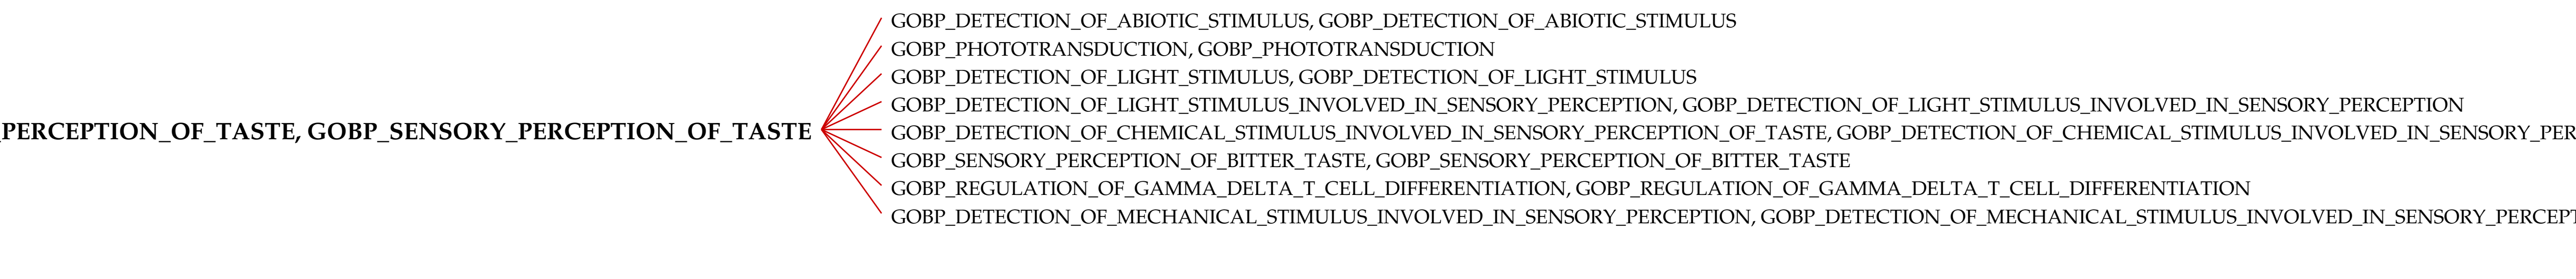 GOBP_DETECTION_OF_ABIOTIC_STIMULUS, GOBP_DETECTION_OF_ABIOTIC_STIMULUS
GOBP_PHOTOTRANSDUCTION, GOBP_PHOTOTRANSDUCTION
GOBP_DETECTION_OF_LIGHT_STIMULUS, GOBP_DETECTION_OF_LIGHT_STIMULUS
GOBP_DETECTION_OF_LIGHT_STIMULUS_INVOLVED_IN_SENSORY_PERCEPTION, GOBP_DETECTION_OF_LIGHT_STIMULUS_INVOLVED_IN_SENSORY_PERCEPTION
_PERCEPTION_OF_TASTE, GOBP_SENSORY_PERCEPTION_OF_TASTE
GOBP_DETECTION_OF_CHEMICAL_STIMULUS_INVOLVED_IN_SENSORY_PERCEPTION_OF_TASTE, GOBP_DETECTION_OF_CHEMICAL_STIMULUS_INVOLVED_IN_SENSORY_PER
GOBP_SENSORY_PERCEPTION_OF_BITTER_TASTE, GOBP_SENSORY_PERCEPTION_OF_BITTER_TASTE
GOBP_REGULATION_OF_GAMMA_DELTA_T_CELL_DIFFERENTIATION, GOBP_REGULATION_OF_GAMMA_DELTA_T_CELL_DIFFERENTIATION
GOBP_DETECTION_OF_MECHANICAL_STIMULUS_INVOLVED_IN_SENSORY_PERCEPTION, GOBP_DETECTION_OF_MECHANICAL_STIMULUS_INVOLVED_IN_SENSORY_PERCEPT